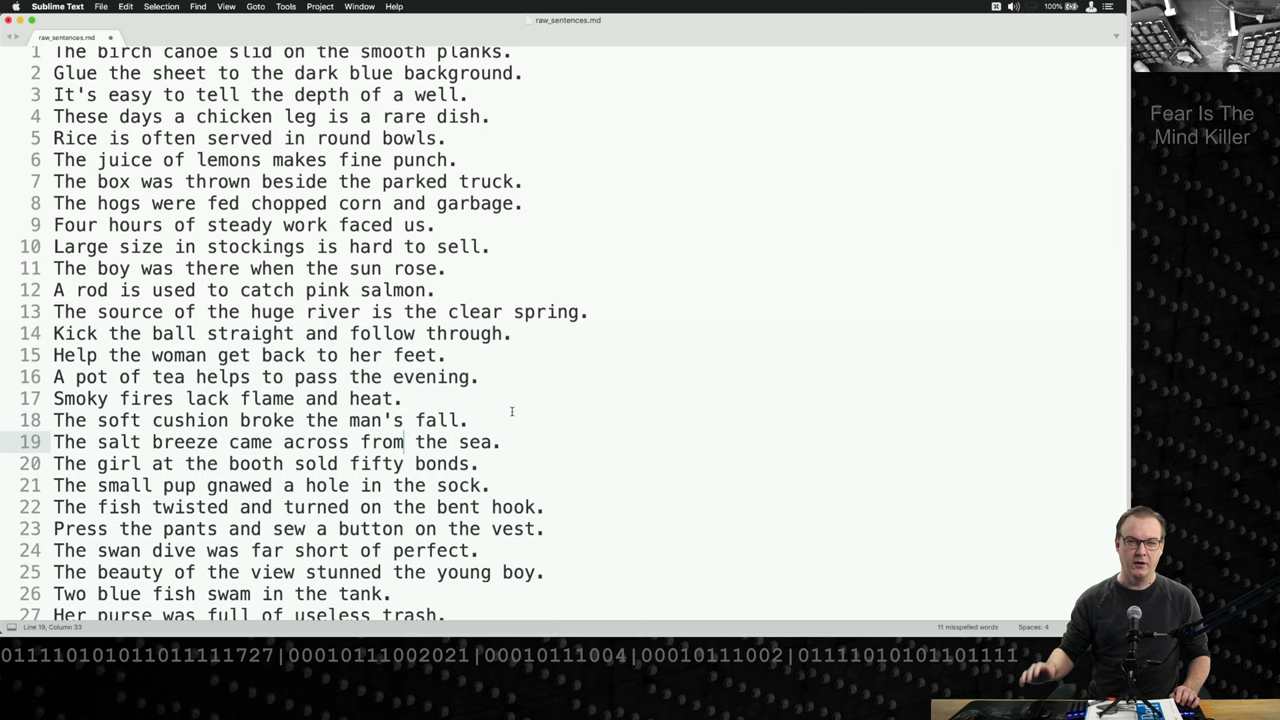 Sublime Text File Edit Selection Find View Goto Tools Project Window Help 100%
raw_sentences.md
raw_sentences.md
1 The birch canoe slid on the smooth planks.
2 Glue the sheet to the dark blue background.
3 It's easy to tell the depth of a well.
4 These days a chicken leg is a rare dish.
5 Rice is often served in round bowls.
6 The juice of lemons makes fine punch.
7 The box was thrown beside the parked truck.
8 The hogs were fed chopped corn and garbage.
9 Four hours of steady work faced us.
10 Large size in stockings is hard to sell.
11 The boy was there when the sun rose.
12 A rod is used to catch pink salmon.
13 The source of the huge river is the clear spring.
14 Kick the ball straight and follow through.
15 Help the woman get back to her feet.
16 A pot of tea helps to pass the evening.
17 Smoky fires lack flame and heat.
18 The soft cushion broke the man's fall.
19 The salt breeze came across from the sea.
20 The girl at the booth sold fifty bonds.
21 The small pup gnawed a hole in the sock.
22 The fish twisted and turned on the bent hook.
23 Press the pants and sew a button on the vest.
24 The swan dive was far short of perfect.
25 The beauty of the view stunned the young boy.
26 Two blue fish swam in the tank.
27 Her purse was full of useless trash.
Line 19, Column 33 11 misspelled words Spaces: 4
Fear Is The
Mind Killer
011110101011011111727|00010111002021|00010111004|00010111002|01111010101101111